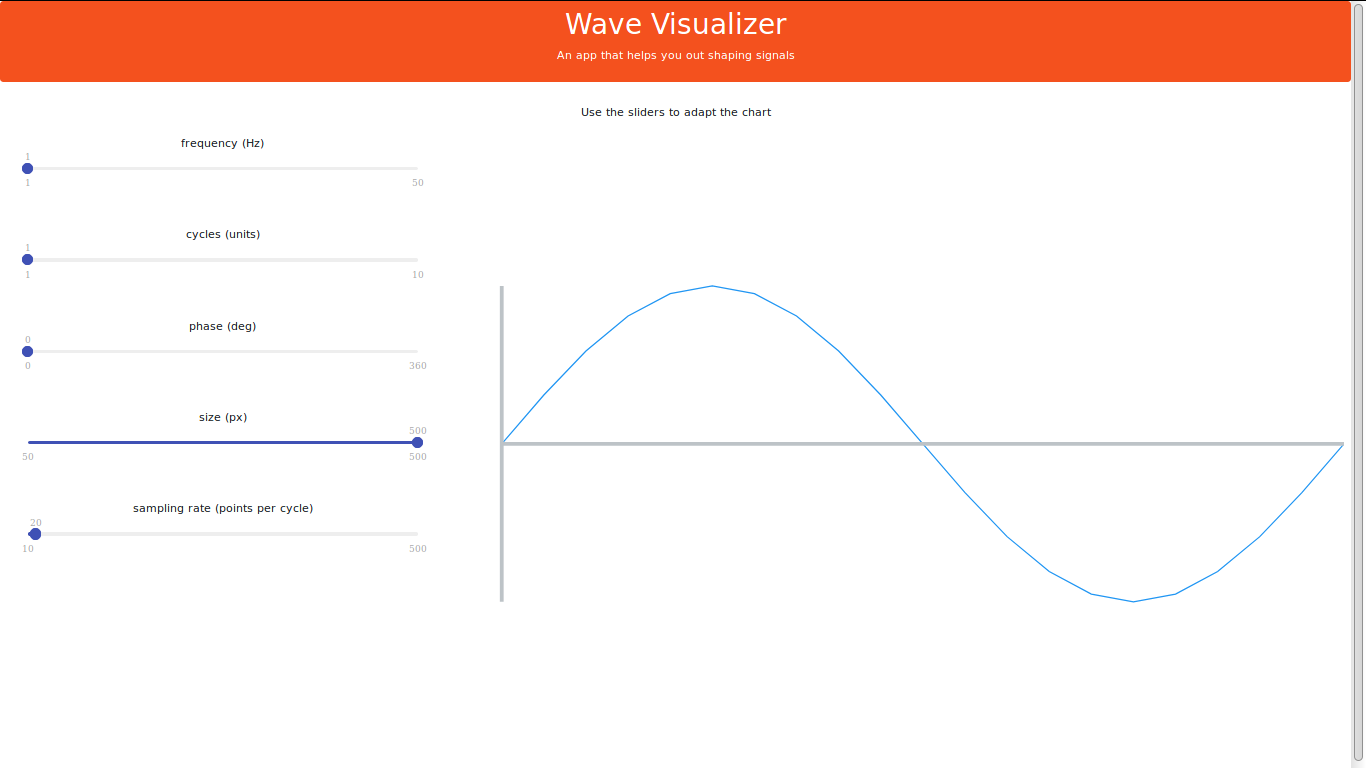 Wave Visualizer
An app that helps you out shaping signals
Use the sliders to adapt the chart
frequency (Hz)
1
1 50
cycles (units)
1
1 10
phase (deg)
0
0 360
size (px)
500
50 500
sampling rate (points per cycle)
20
10 500